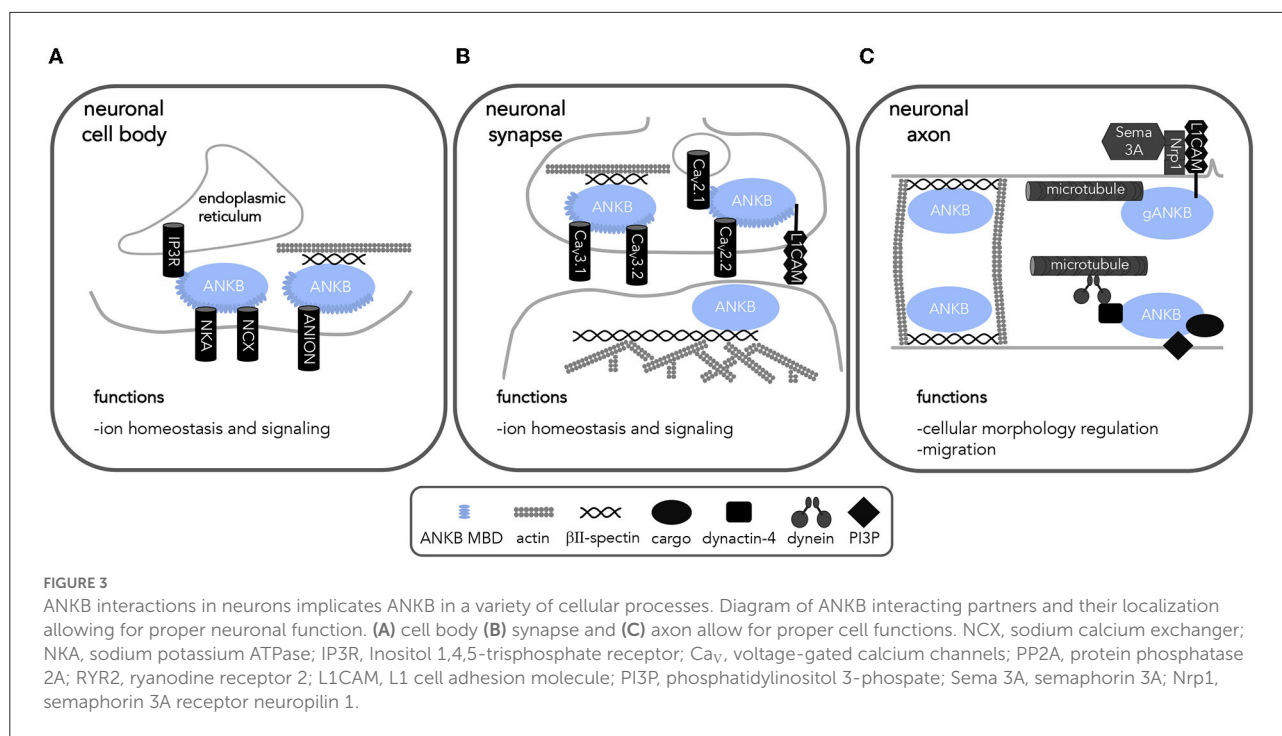 A
neuronal
cell body
endoplasmic
reticulum
IP3R
ANKB
ANKB
NKA
NCX
ANION
functions
-ion homeostasis and signaling
B
neuronal
synapse
Cav2.1
ANKB
ANKB
Cav3.1
Cav3.2
Cav2.2
L1CAM
ANKB
functions
-ion homeostasis and signaling
C
neuronal
axon
Sema
3A
Nrp1
L1CAM
microtubule
ANKB
gANKB
microtubule
ANKB
ANKB
functions
-cellular morphology regulation
-migration
ANKB MBD
actin
βII-spectin
cargo
dynactin-4
dynein
PI3P
FIGURE 3
ANKB interactions in neurons implicates ANKB in a variety of cellular processes. Diagram of ANKB interacting partners and their localization
allowing for proper neuronal function. (A) cell body (B) synapse and (C) axon allow for proper cell functions. NCX, sodium calcium exchanger;
NKA, sodium potassium ATPase; IP3R, Inositol 1,4,5-trisphosphate receptor; CaV, voltage-gated calcium channels; PP2A, protein phosphatase
2A; RYR2, ryanodine receptor 2; L1CAM, L1 cell adhesion molecule; PI3P, phosphatidylinositol 3-phospate; Sema 3A, semaphorin 3A; Nrp1,
semaphorin 3A receptor neuropilin 1.